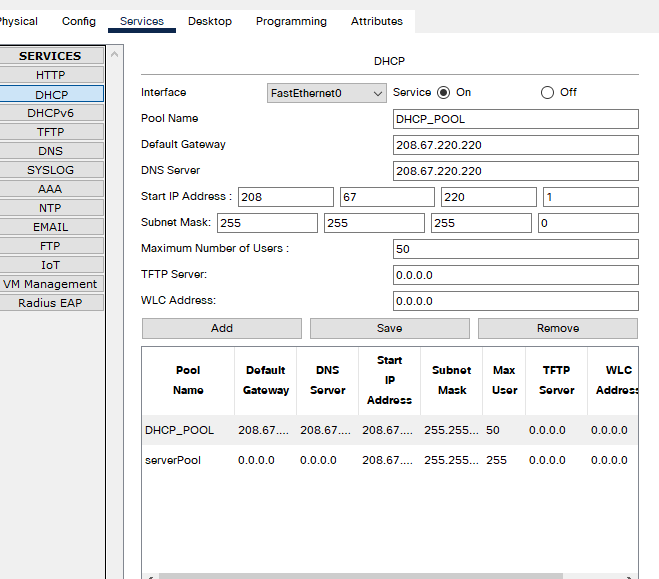 Physical Config Services Desktop Programming Attributes
SERVICES
HTTP
DHCP
DHCPv6
TFTP
DNS
SYSLOG
AAA
NTP
EMAIL
FTP
IoT
VM Management
Radius EAP
DHCP
Interface FastEthernet0 Service On Off
Pool Name DHCP_POOL
Default Gateway 208.67.220.220
DNS Server 208.67.220.220
Start IP Address : 208 67 220 1
Subnet Mask: 255 255 255 0
Maximum Number of Users : 50
TFTP Server: 0.0.0.0
WLC Address: 0.0.0.0
Add Save Remove
Pool Name Default Gateway DNS Server Start IP Address Subnet Mask Max User TFTP Server WLC Address
DHCP_POOL 208.67.... 208.67.... 208.67.... 255.255... 50 0.0.0.0 0.0.0.0
serverPool 0.0.0.0 0.0.0.0 208.67.... 255.255... 255 0.0.0.0 0.0.0.0